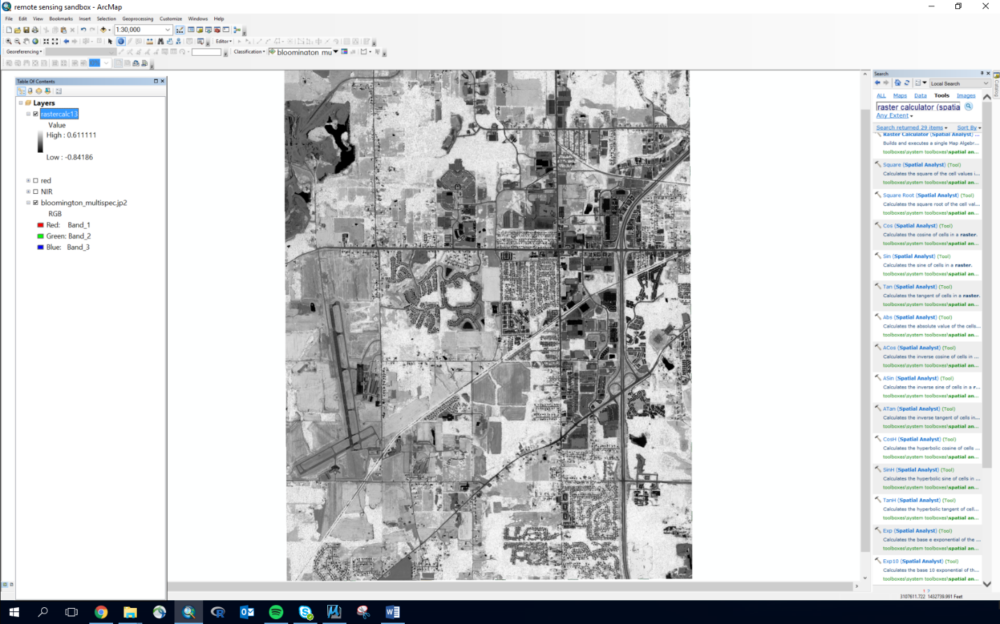 remote sensing sandbox - ArcMap
File Edit View Bookmarks Insert Selection Geoprocessing Customize Windows Help
1:30,000
Editor
Georeferencing
Classification
bloomington_mu
Table Of Contents
Layers
rastercalc13
Value
High : 0.611111
Low : -0.84186
red
NIR
bloomington_multispec.jp2
RGB
Red: Band_1
Green: Band_2
Blue: Band_3
Search
Local Search
ALL Maps Data Tools Images
raster calculator (spatia
Any Extent
Search returned 29 items Sort By
Raster Calculator (Spatial Analyst) ...
Builds and executes a single Map Algebr...
toolboxes\system toolboxes\spatial an...
Square (Spatial Analyst) (Tool)
Calculates the square of the cell values i...
toolboxes\system toolboxes\spatial an...
Square Root (Spatial Analyst) (Tool)
Calculates the square root of the cell val...
toolboxes\system toolboxes\spatial an...
Cos (Spatial Analyst) (Tool)
Calculates the cosine of cells in a raster.
toolboxes\system toolboxes\spatial an...
Sin (Spatial Analyst) (Tool)
Calculates the sine of cells in a raster.
toolboxes\system toolboxes\spatial an...
Tan (Spatial Analyst) (Tool)
Calculates the tangent of cells in a raster.
toolboxes\system toolboxes\spatial an...
Abs (Spatial Analyst) (Tool)
Calculates the absolute value of the cells...
toolboxes\system toolboxes\spatial an...
ACos (Spatial Analyst) (Tool)
Calculates the inverse cosine of cells in ...
toolboxes\system toolboxes\spatial an...
ASin (Spatial Analyst) (Tool)
Calculates the inverse sine of cells in a r...
toolboxes\system toolboxes\spatial an...
ATan (Spatial Analyst) (Tool)
Calculates the inverse tangent of cells in...
toolboxes\system toolboxes\spatial an...
CosH (Spatial Analyst) (Tool)
Calculates the hyperbolic cosine of cells ...
toolboxes\system toolboxes\spatial an...
SinH (Spatial Analyst) (Tool)
Calculates the hyperbolic sine of cells in ...
toolboxes\system toolboxes\spatial an...
TanH (Spatial Analyst) (Tool)
Calculates the hyperbolic tangent of cell...
toolboxes\system toolboxes\spatial an...
Exp (Spatial Analyst) (Tool)
Calculates the base e exponential of the ...
toolboxes\system toolboxes\spatial an...
Exp10 (Spatial Analyst) (Tool)
Calculates the base 10 exponential of th...
toolboxes\system toolboxes\spatial an...
1 2
Catalog
3107611.722 1432739.991 Feet